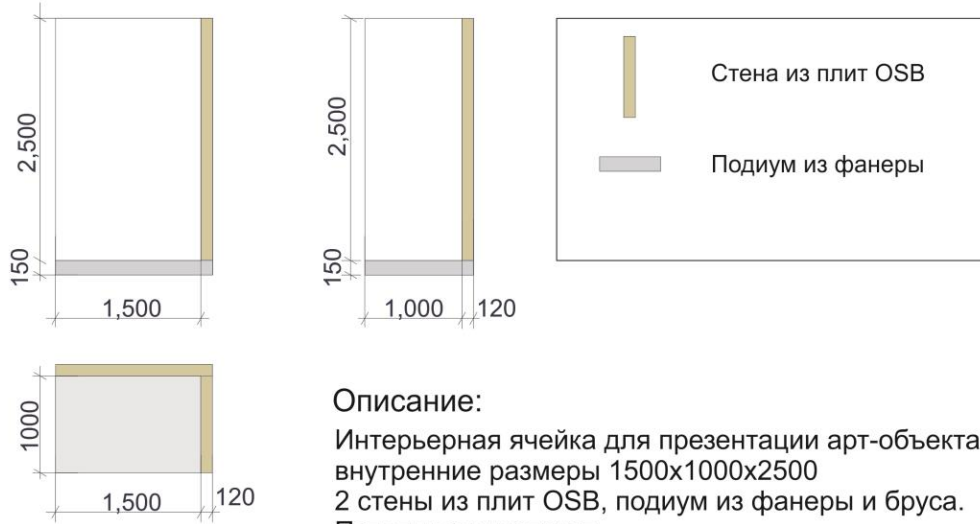 2,500
150
1,500
2,500
150
1,000
120
Стена из плит OSB
Подиум из фанеры
1000
1,500
120
Описание:
Интерьерная ячейка для презентации арт-объекта
внутренние размеры 1500х1000х2500
2 стены из плит OSB, подиум из фанеры и бруса.